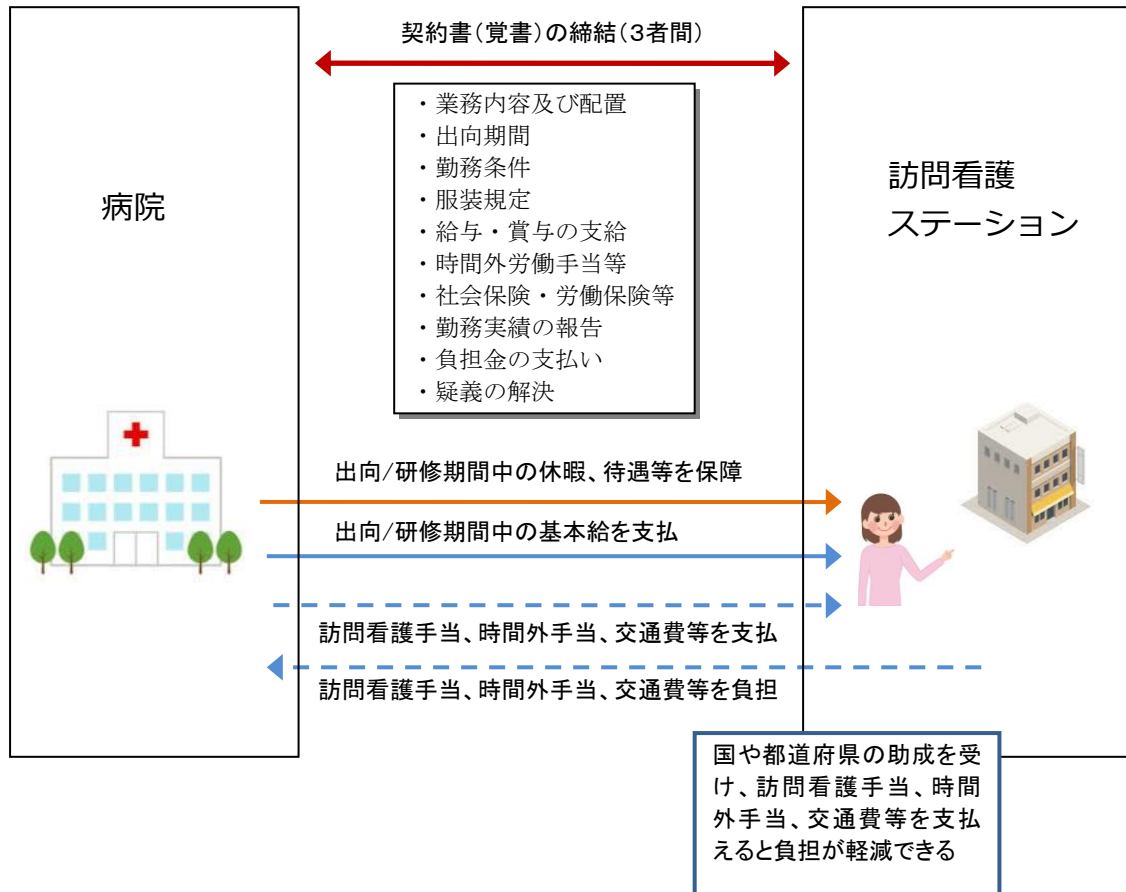 契約書(覚書)の締結(3者間)
・業務内容及び配置
・出向期間
・勤務条件
・服装規定
・給与・賞与の支給
・時間外労働手当等
・社会保険・労働保険等
・勤務実績の報告
・負担金の支払い
・疑義の解決
病院
訪問看護
ステーション
出向/研修期間中の休暇、待遇等を保障
出向/研修期間中の基本給を支払
訪問看護手当、時間外手当、交通費等を支払
訪問看護手当、時間外手当、交通費等を負担
国や都道府県の助成を受
け、訪問看護手当、時間
外手当、交通費等を支払
えると負担が軽減できる